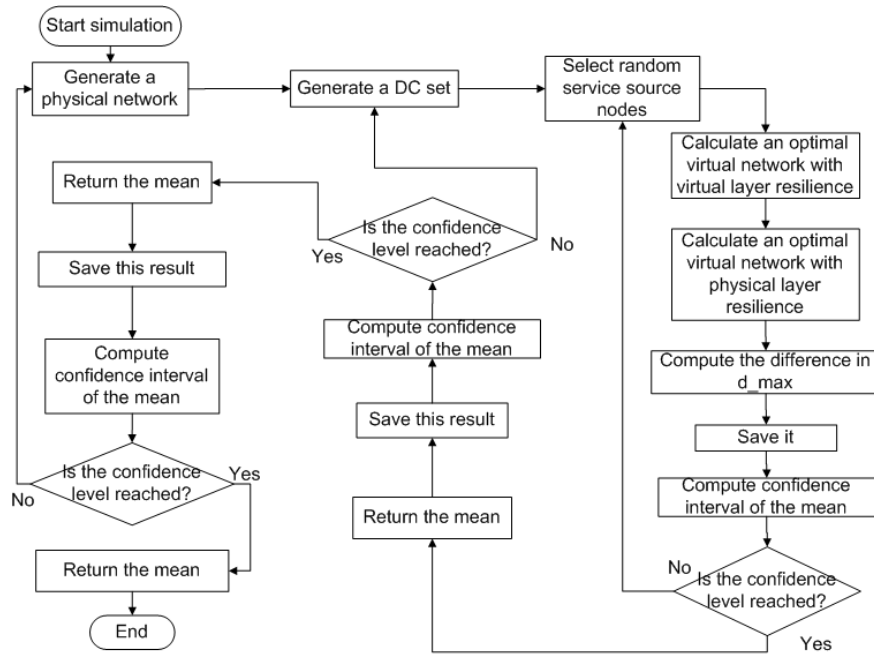 Start simulation
Generate a
physical network
Generate a DC set
Select random
service source
nodes
Calculate an optimal
virtual network with
virtual layer resilience
Calculate an optimal
virtual network with
physical layer
resilience
Compute the difference in
d_max
Save it
Compute confidence
interval of the mean
Is the confidence
level reached?
No
Yes
Return the mean
Save this result
Compute confidence
interval of the mean
Is the confidence
level reached?
No
Yes
Return the mean
Save this result
Compute
confidence interval
of the mean
Is the confidence
level reached?
No
Yes
Return the mean
End